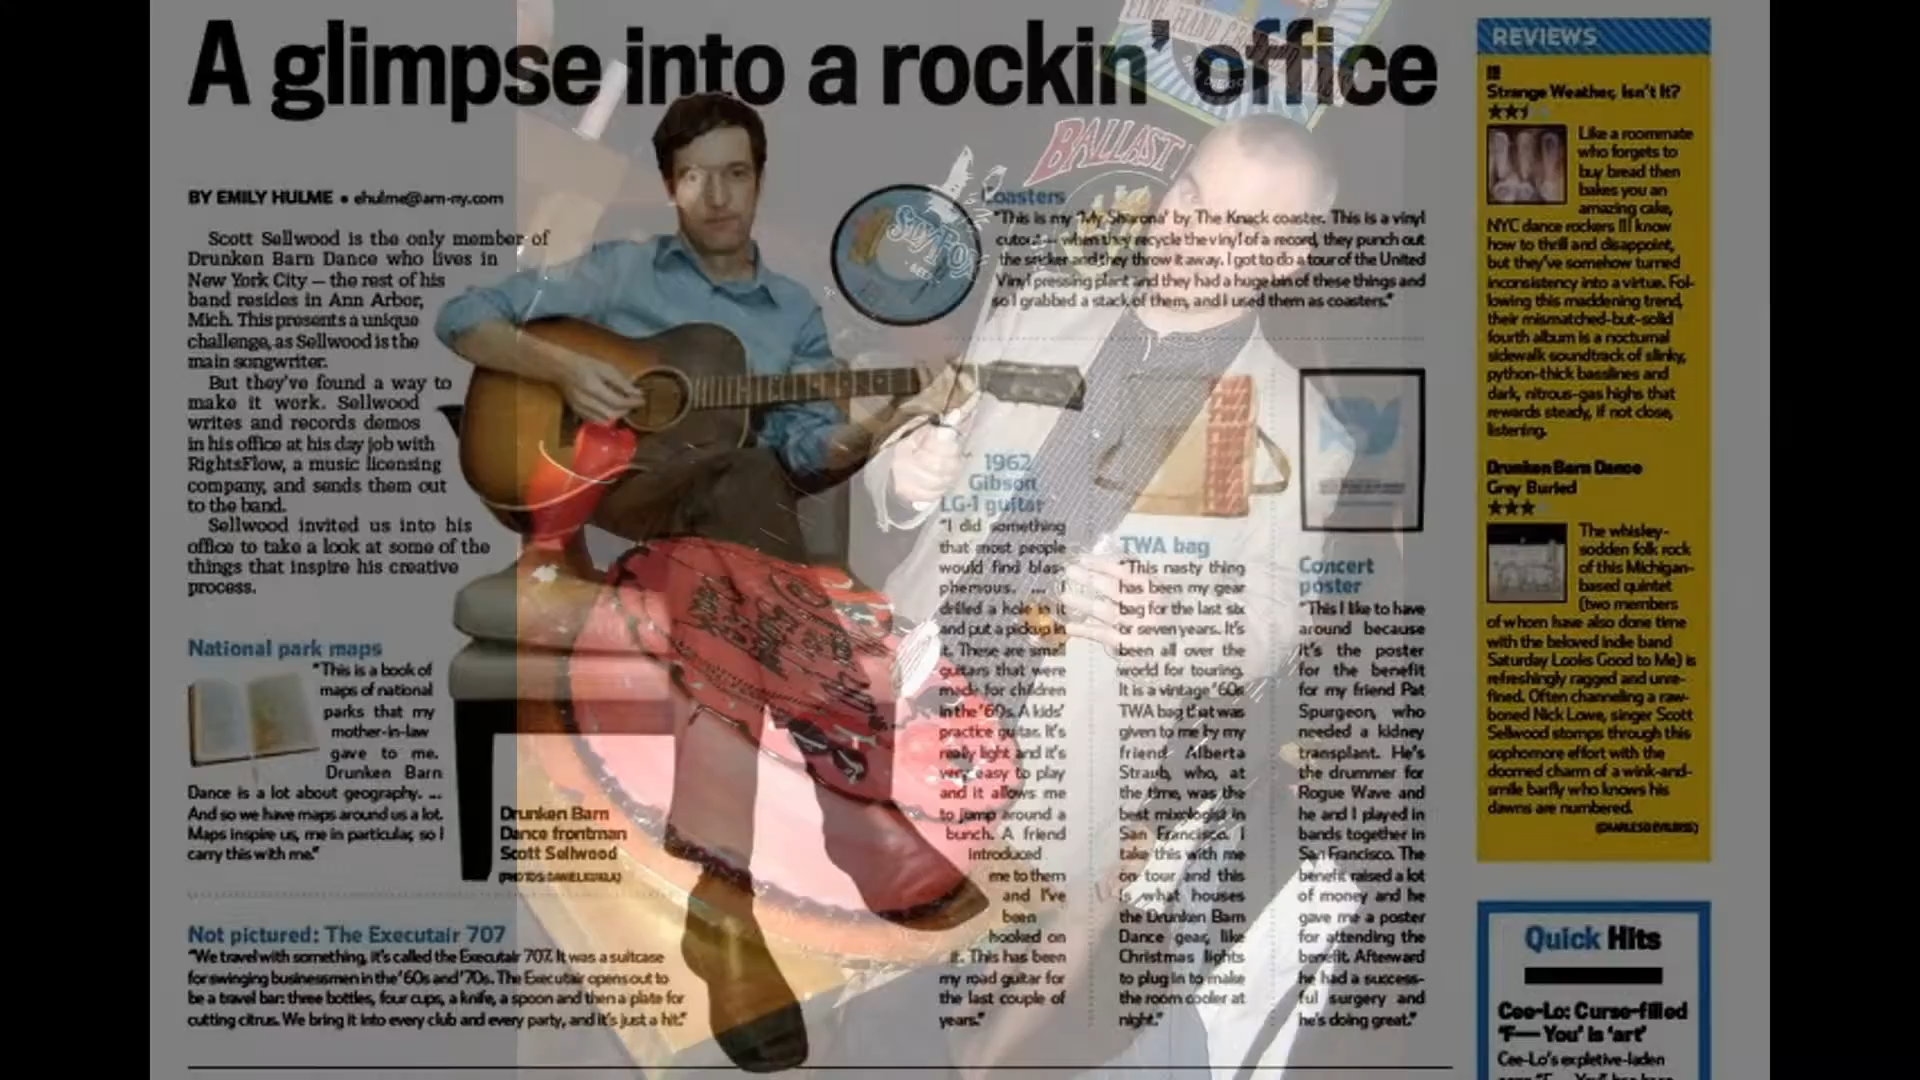 A glimpse into a rockin' office
BY EMILY HULME • ehulme@am-ny.com
Scott Sellwood is the only member of
Drunken Barn Dance who lives in
New York City — the rest of his
band resides in Ann Arbor,
Mich. This presents a unique
challenge, as Sellwood is the
main songwriter.
But they've found a way to
make it work. Sellwood
writes and records demos
in his office at his day job with
RightsFlow, a music licensing
company, and sends them out
to the band.
Sellwood invited us into his
office to take a look at some of the
things that inspire his creative
process.
National park maps
"This is a book of
maps of national
parks that my
mother-in-law
gave to me.
Drunken Barn
Dance is a lot about geography. ...
And so we have maps around us a lot.
Maps inspire us, me in particular, so I
carry this with me."
Drunken Barn
Dance frontman
Scott Sellwood
Not pictured: The Executair 707
"We travel with something, it's called the Executair 707. It was a suitcase
for swinging businessmen in the '60s and '70s. The Executair opens out to
be a travel bar: three bottles, four cups, a knife, a spoon and then a plate for
cutting citrus. We bring it into every club and every party, and it's just a hit."
Coasters
"This is my 'My Sharona' by The Knack coaster. This is a vinyl
cutout — when they recycle the vinyl of a record, they punch out
the sticker and they throw it away. I got to do a tour of the United
Vinyl pressing plant and they had a huge bin of these things and
so I grabbed a stack of them, and I used them as coasters."
1962
Gibson
LG-1 guitar
"I did something
that most people
would find blas-
phemous. ... I
drilled a hole in it
and put a pickup in
it. These are small
guitars that were
made for children
in the '60s. A kids'
practice guitar. It's
really light and it's
very easy to play
and it allows me
to jump around a
bunch. A friend
introduced
me to them
and I've
been
hooked on
it. This has been
my road guitar for
the last couple of
years."
TWA bag
"This nasty thing
has been my gear
bag for the last six
or seven years. It's
been all over the
world for touring.
It is a vintage '60s
TWA bag that was
given to me by my
friend Alberta
Straub, who, at
the time, was the
best mixologist in
San Francisco. I
take this with me
on tour and this
is what houses
the Drunken Barn
Dance gear, like
Christmas lights
to plug in to make
the room cooler at
night."
Concert
poster
"This I like to have
around because
it's the poster
for the benefit
for my friend Pat
Spurgeon, who
needed a kidney
transplant. He's
the drummer for
Rogue Wave and
he and I played in
bands together in
San Francisco. The
benefit raised a lot
of money and he
gave me a poster
for attending the
benefit. Afterward
he had a success-
ful surgery and
he's doing great."
BALLAST
SLY FOX
BEER
REVIEWS
!!!
Strange Weather, Isn't It?
Like a roommate
who forgets to
buy bread then
bakes you an
amazing cake,
NYC dance rockers !!! know
how to thrill and disappoint,
but they've somehow turned
inconsistency into a virtue. Fol-
lowing this maddening trend,
their mismatched-but-solid
fourth album is a nocturnal
sidewalk soundtrack of slinky,
python-thick basslines and
dark, nitrous-gas highs that
rewards steady, if not close,
listening.
Drunken Barn Dance
Grey Buried
★★★
The whisley-
sodden folk rock
of this Michigan-
based quintet
(two members
of whom have also done time
with the beloved indie band
Saturday Looks Good to Me) is
refreshingly ragged and unre-
fined. Often channeling a raw-
boned Nick Lowe, singer Scott
Sellwood stomps through this
sophomore effort with the
doomed charm of a wink-and-
smile barfly who knows his
dawns are numbered.
Quick Hits
Cee-Lo: Curse-filled
'F— You' is 'art'
Cee-Lo's expletive-laden